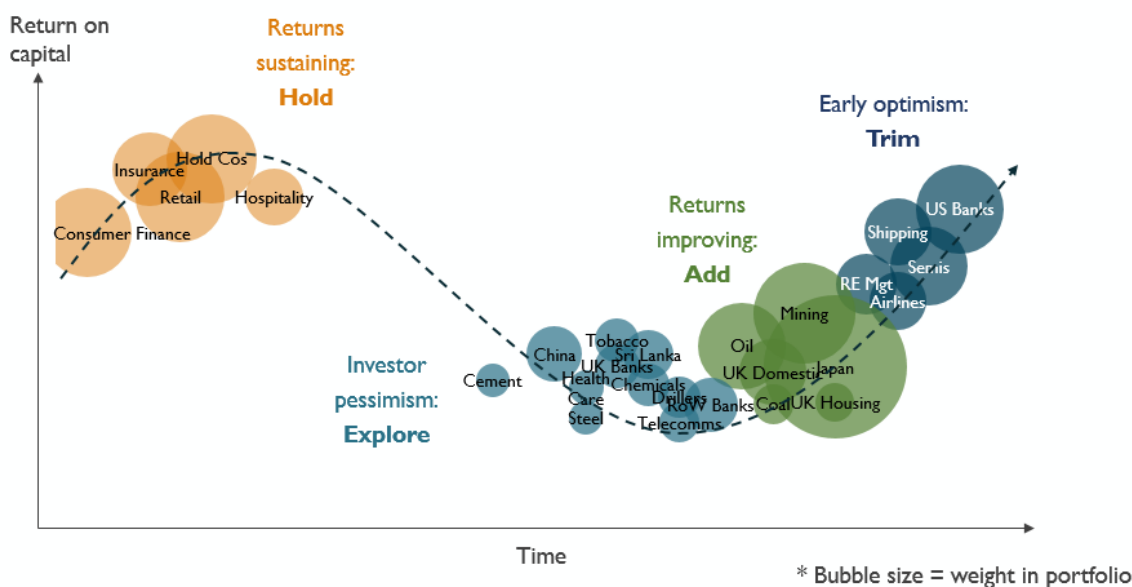 Return on
capital
Returns
sustaining:
Hold
Early optimism:
Trim
Hold Cos
Insurance
Retail
Hospitality
Consumer Finance
US Banks
Shipping
Semis
RE Mgt
Airlines
Returns
improving:
Add
Mining
Oil
UK Domestic
Japan
Coal
UK Housing
Investor
pessimism:
Explore
Cement
China
Tobacco
Sri Lanka
UK Banks
Health
Care
Chemicals
Drillers
RoW Banks
Steel
Telecomms
Time
* Bubble size = weight in portfolio